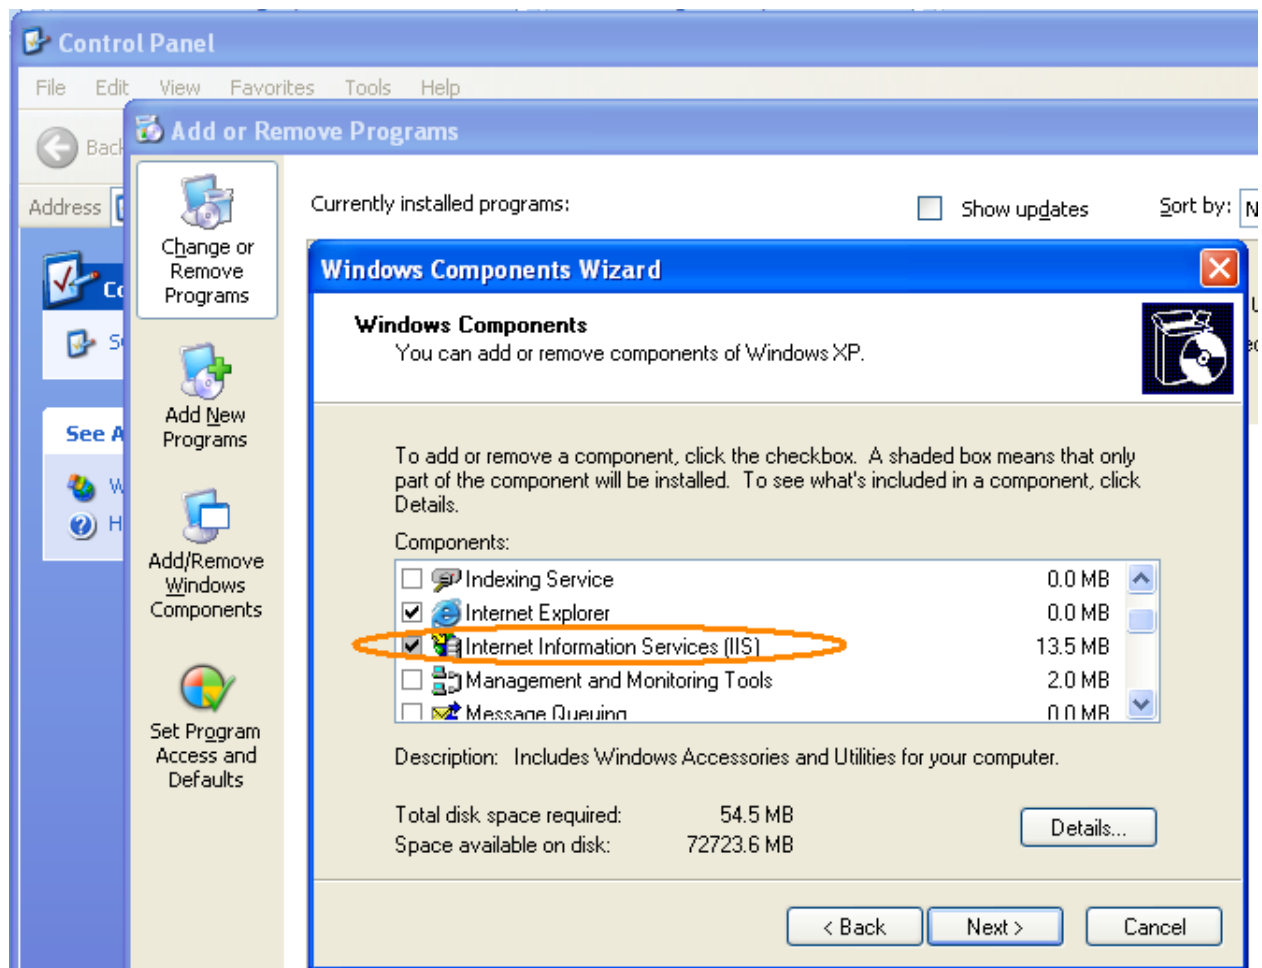 Control Panel
File Edit View Favorites Tools Help
Add or Remove Programs
Back
Address
Currently installed programs:
Show updates
Sort by:
Change or
Remove
Programs
Add New
Programs
Add/Remove
Windows
Components
Set Program
Access and
Defaults
See
Windows Components Wizard
Windows Components
You can add or remove components of Windows XP.
To add or remove a component, click the checkbox. A shaded box means that only
part of the component will be installed. To see what's included in a component, click
Details.
Components:
Indexing Service 0.0 MB
Internet Explorer 0.0 MB
Internet Information Services (IIS) 13.5 MB
Management and Monitoring Tools 2.0 MB
Message Queuing 0.0 MB
Description: Includes Windows Accessories and Utilities for your computer.
Total disk space required: 54.5 MB
Space available on disk: 72723.6 MB
Details...
< Back Next > Cancel